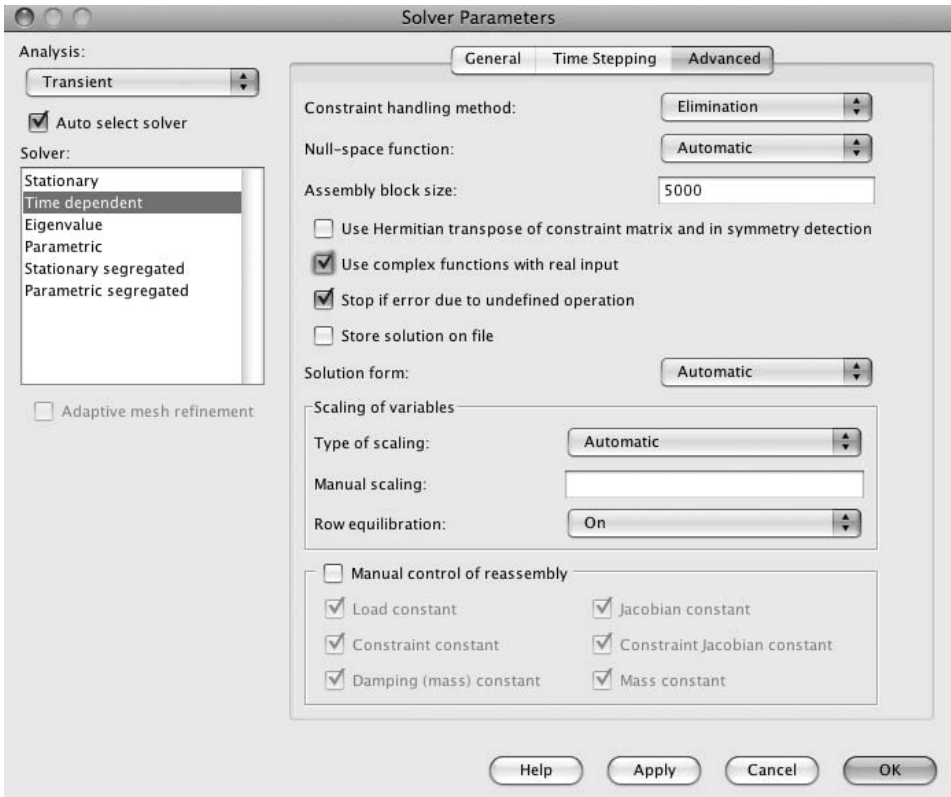 Solver Parameters
Analysis:
Transient
Auto select solver
Solver:
Stationary
Time dependent
Eigenvalue
Parametric
Stationary segregated
Parametric segregated
Adaptive mesh refinement
General Time Stepping Advanced
Constraint handling method: Elimination
Null-space function: Automatic
Assembly block size: 5000
Use Hermitian transpose of constraint matrix and in symmetry detection
Use complex functions with real input
Stop if error due to undefined operation
Store solution on file
Solution form: Automatic
Scaling of variables
Type of scaling: Automatic
Manual scaling:
Row equilibration: On
Manual control of reassembly
Load constant Jacobian constant
Constraint constant Constraint Jacobian constant
Damping (mass) constant Mass constant
Help Apply Cancel OK